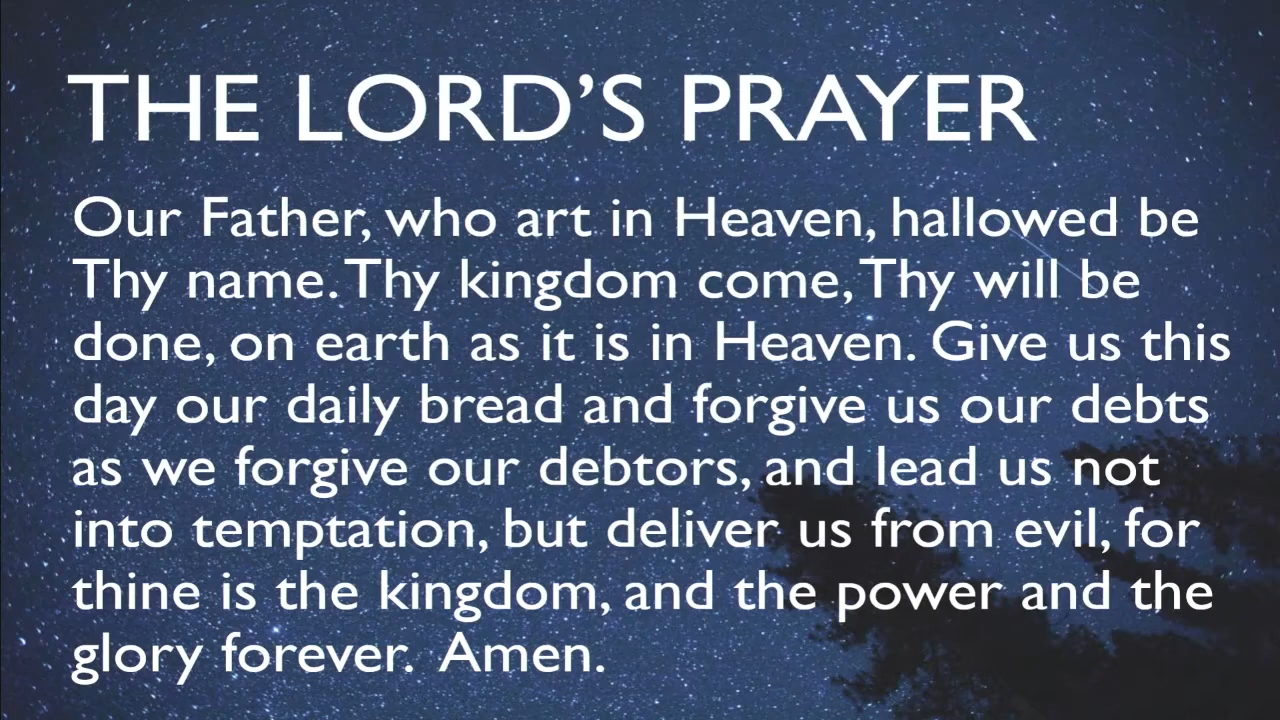 THE LORD’S PRAYER
Our Father, who art in Heaven, hallowed be
Thy name. Thy kingdom come, Thy will be
done, on earth as it is in Heaven. Give us this
day our daily bread and forgive us our debts
as we forgive our debtors, and lead us not
into temptation, but deliver us from evil, for
thine is the kingdom, and the power and the
glory forever.  Amen.